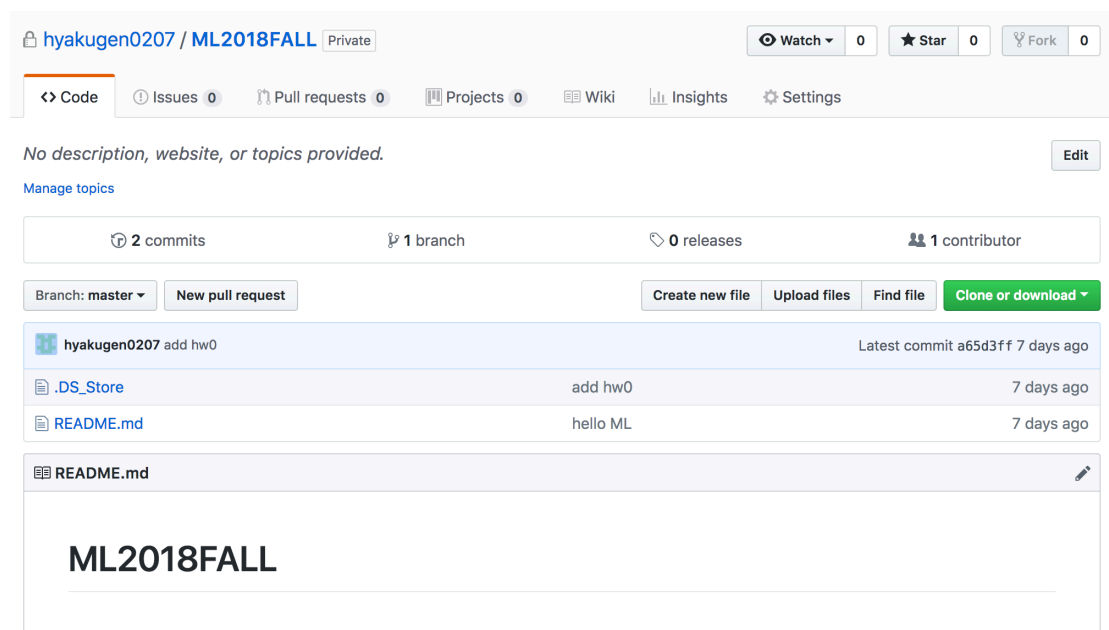 hyakugen0207 / ML2018FALL Private Watch 0 Star 0 Fork 0
Code Issues 0 Pull requests 0 Projects 0 Wiki Insights Settings
No description, website, or topics provided. Edit
Manage topics
2 commits 1 branch 0 releases 1 contributor
Branch: master New pull request Create new file Upload files Find file Clone or download
hyakugen0207 add hw0 Latest commit a65d3ff 7 days ago
.DS_Store add hw0 7 days ago
README.md hello ML 7 days ago
README.md
ML2018FALL